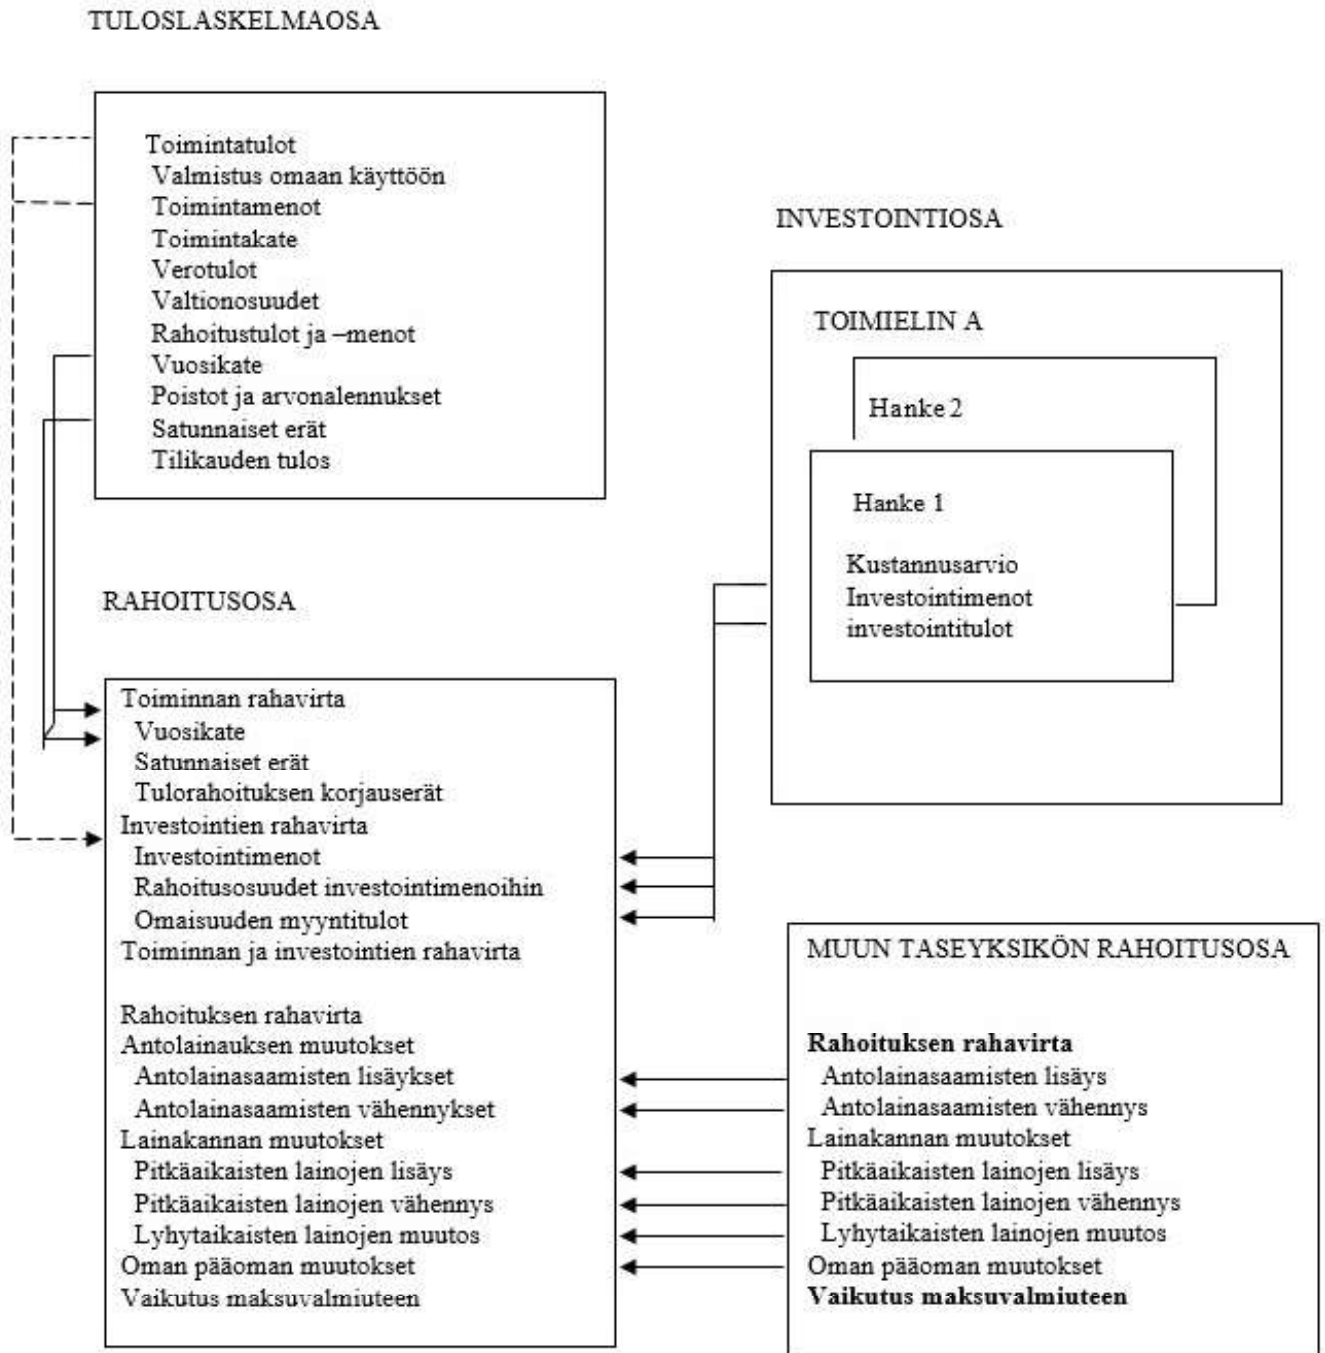 TULOSLASKELMAOSA
Toimintatulot
Valmistus omaan käyttöön
Toimintamenot
Toimintakate
Verotulot
Valtionosuudet
Rahoitustulot ja –menot
Vuosikate
Poistot ja arvonalennukset
Satunnaiset erät
Tilikauden tulos
INVESTOINTIOSA
TOIMIELIN A
Hanke 2
Hanke 1
Kustannusarvio
Investointimenot
investointitulot
RAHOITUSOSA
Toiminnan rahavirta
Vuosikate
Satunnaiset erät
Tulorahoituksen korjauserät
Investointien rahavirta
Investointimenot
Rahoitusosuudet investointimenoihin
Omaisuuden myyntitulot
Toiminnan ja investointien rahavirta
Rahoituksen rahavirta
Antolainauksen muutokset
Antolainasaamisten lisäykset
Antolainasaamisten vähennykset
Lainakannan muutokset
Pitkäaikaisten lainojen lisäys
Pitkäaikaisten lainojen vähennys
Lyhytaikaisten lainojen muutos
Oman pääoman muutokset
Vaikutus maksuvalmiuteen
MUUN TASEYKSIKÖN RAHOITUSOSA
Rahoituksen rahavirta
Antolainasaamisten lisäys
Antolainasaamisten vähennys
Lainakannan muutokset
Pitkäaikaisten lainojen lisäys
Pitkäaikaisten lainojen vähennys
Lyhytaikaisten lainojen muutos
Oman pääoman muutokset
Vaikutus maksuvalmiuteen